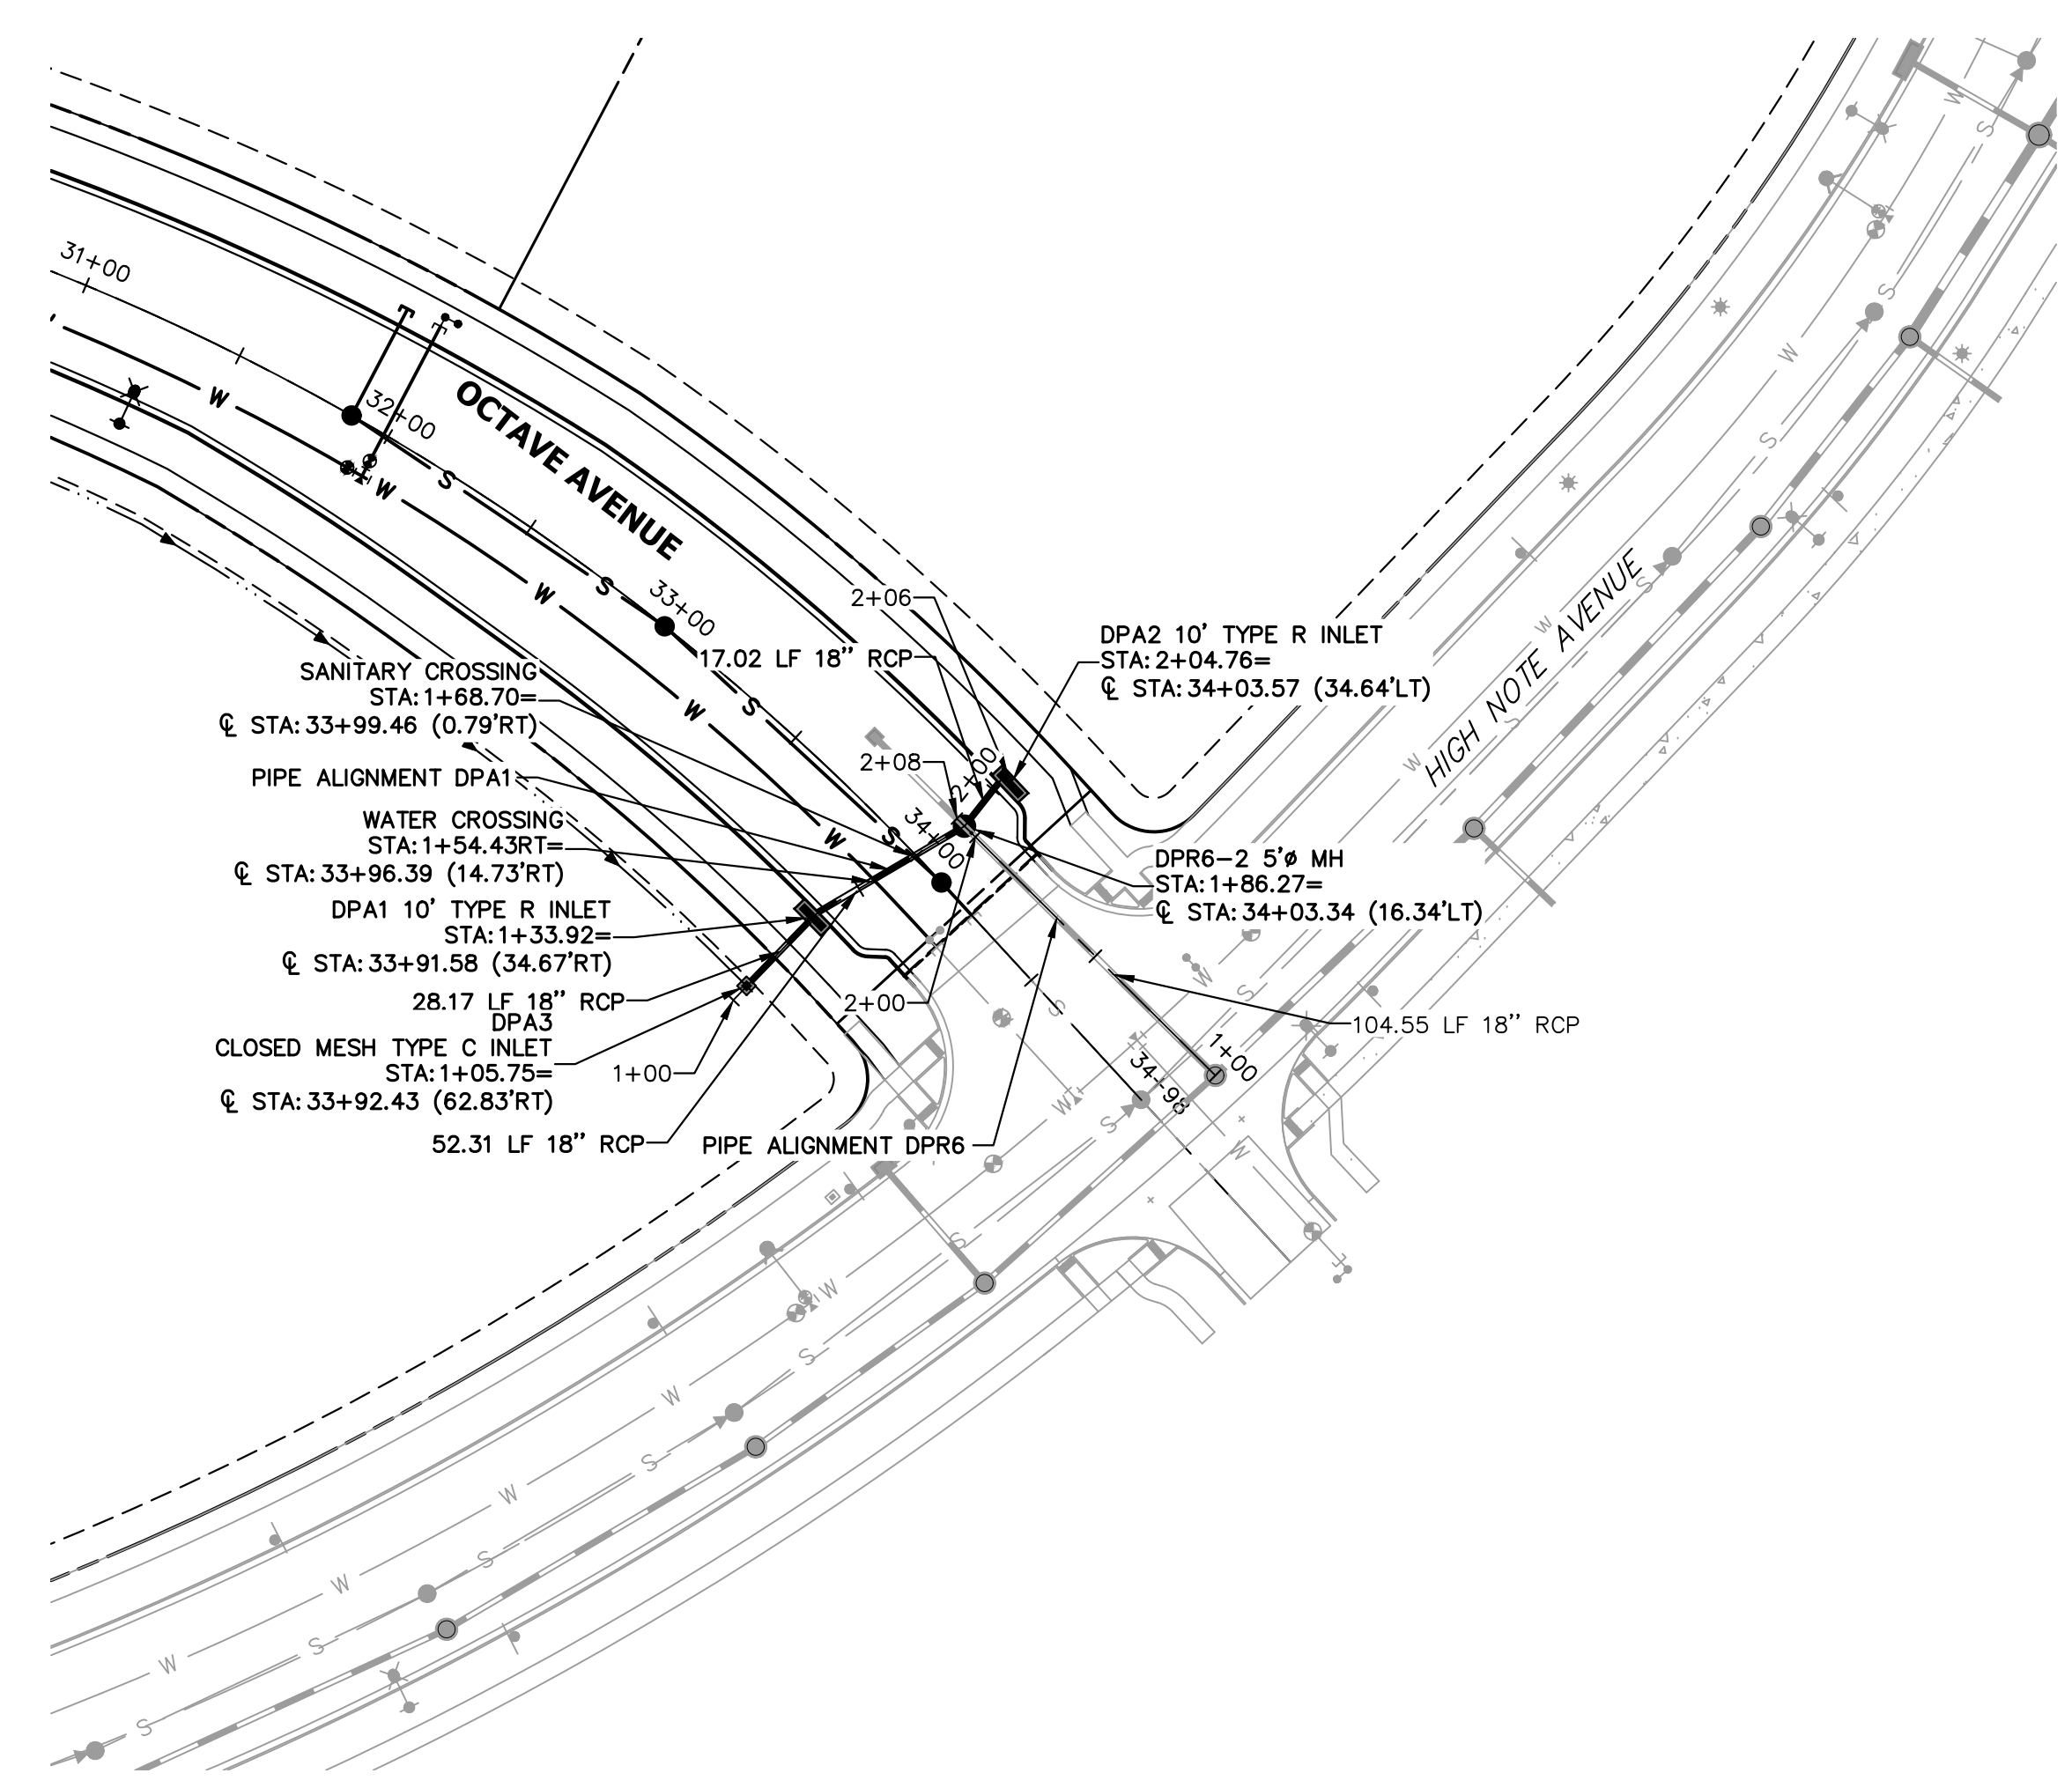 31+00
32+00
OCTAVE AVENUE
33+00
2+06
17.02 LF 18" RCP
DPA2 10' TYPE R INLET
STA: 2+04.76=
℄ STA: 34+03.57 (34.64'LT)
SANITARY CROSSING
STA: 1+68.70=
℄ STA: 33+99.46 (0.79'RT)
HIGH NOTE AVENUE
2+08
2+00
PIPE ALIGNMENT DPA1
WATER CROSSING
STA: 1+54.43RT=
℄ STA: 33+96.39 (14.73'RT)
34+00
DPR6-2 5'ø MH
STA: 1+86.27=
℄ STA: 34+03.34 (16.34'LT)
DPA1 10' TYPE R INLET
STA: 1+33.92=
℄ STA: 33+91.58 (34.67'RT)
28.17 LF 18" RCP
2+00
DPA3
CLOSED MESH TYPE C INLET
STA: 1+05.75=
℄ STA: 33+92.43 (62.83'RT)
1+00
104.55 LF 18" RCP
1+00
34+98
52.31 LF 18" RCP
PIPE ALIGNMENT DPR6
W
W
W
W
W
S
S
S
S
W
W
W
W
W
W
W
W
W
W
W
W
S
S
S
S
S
S
S
S
S
S
S
S
S
S